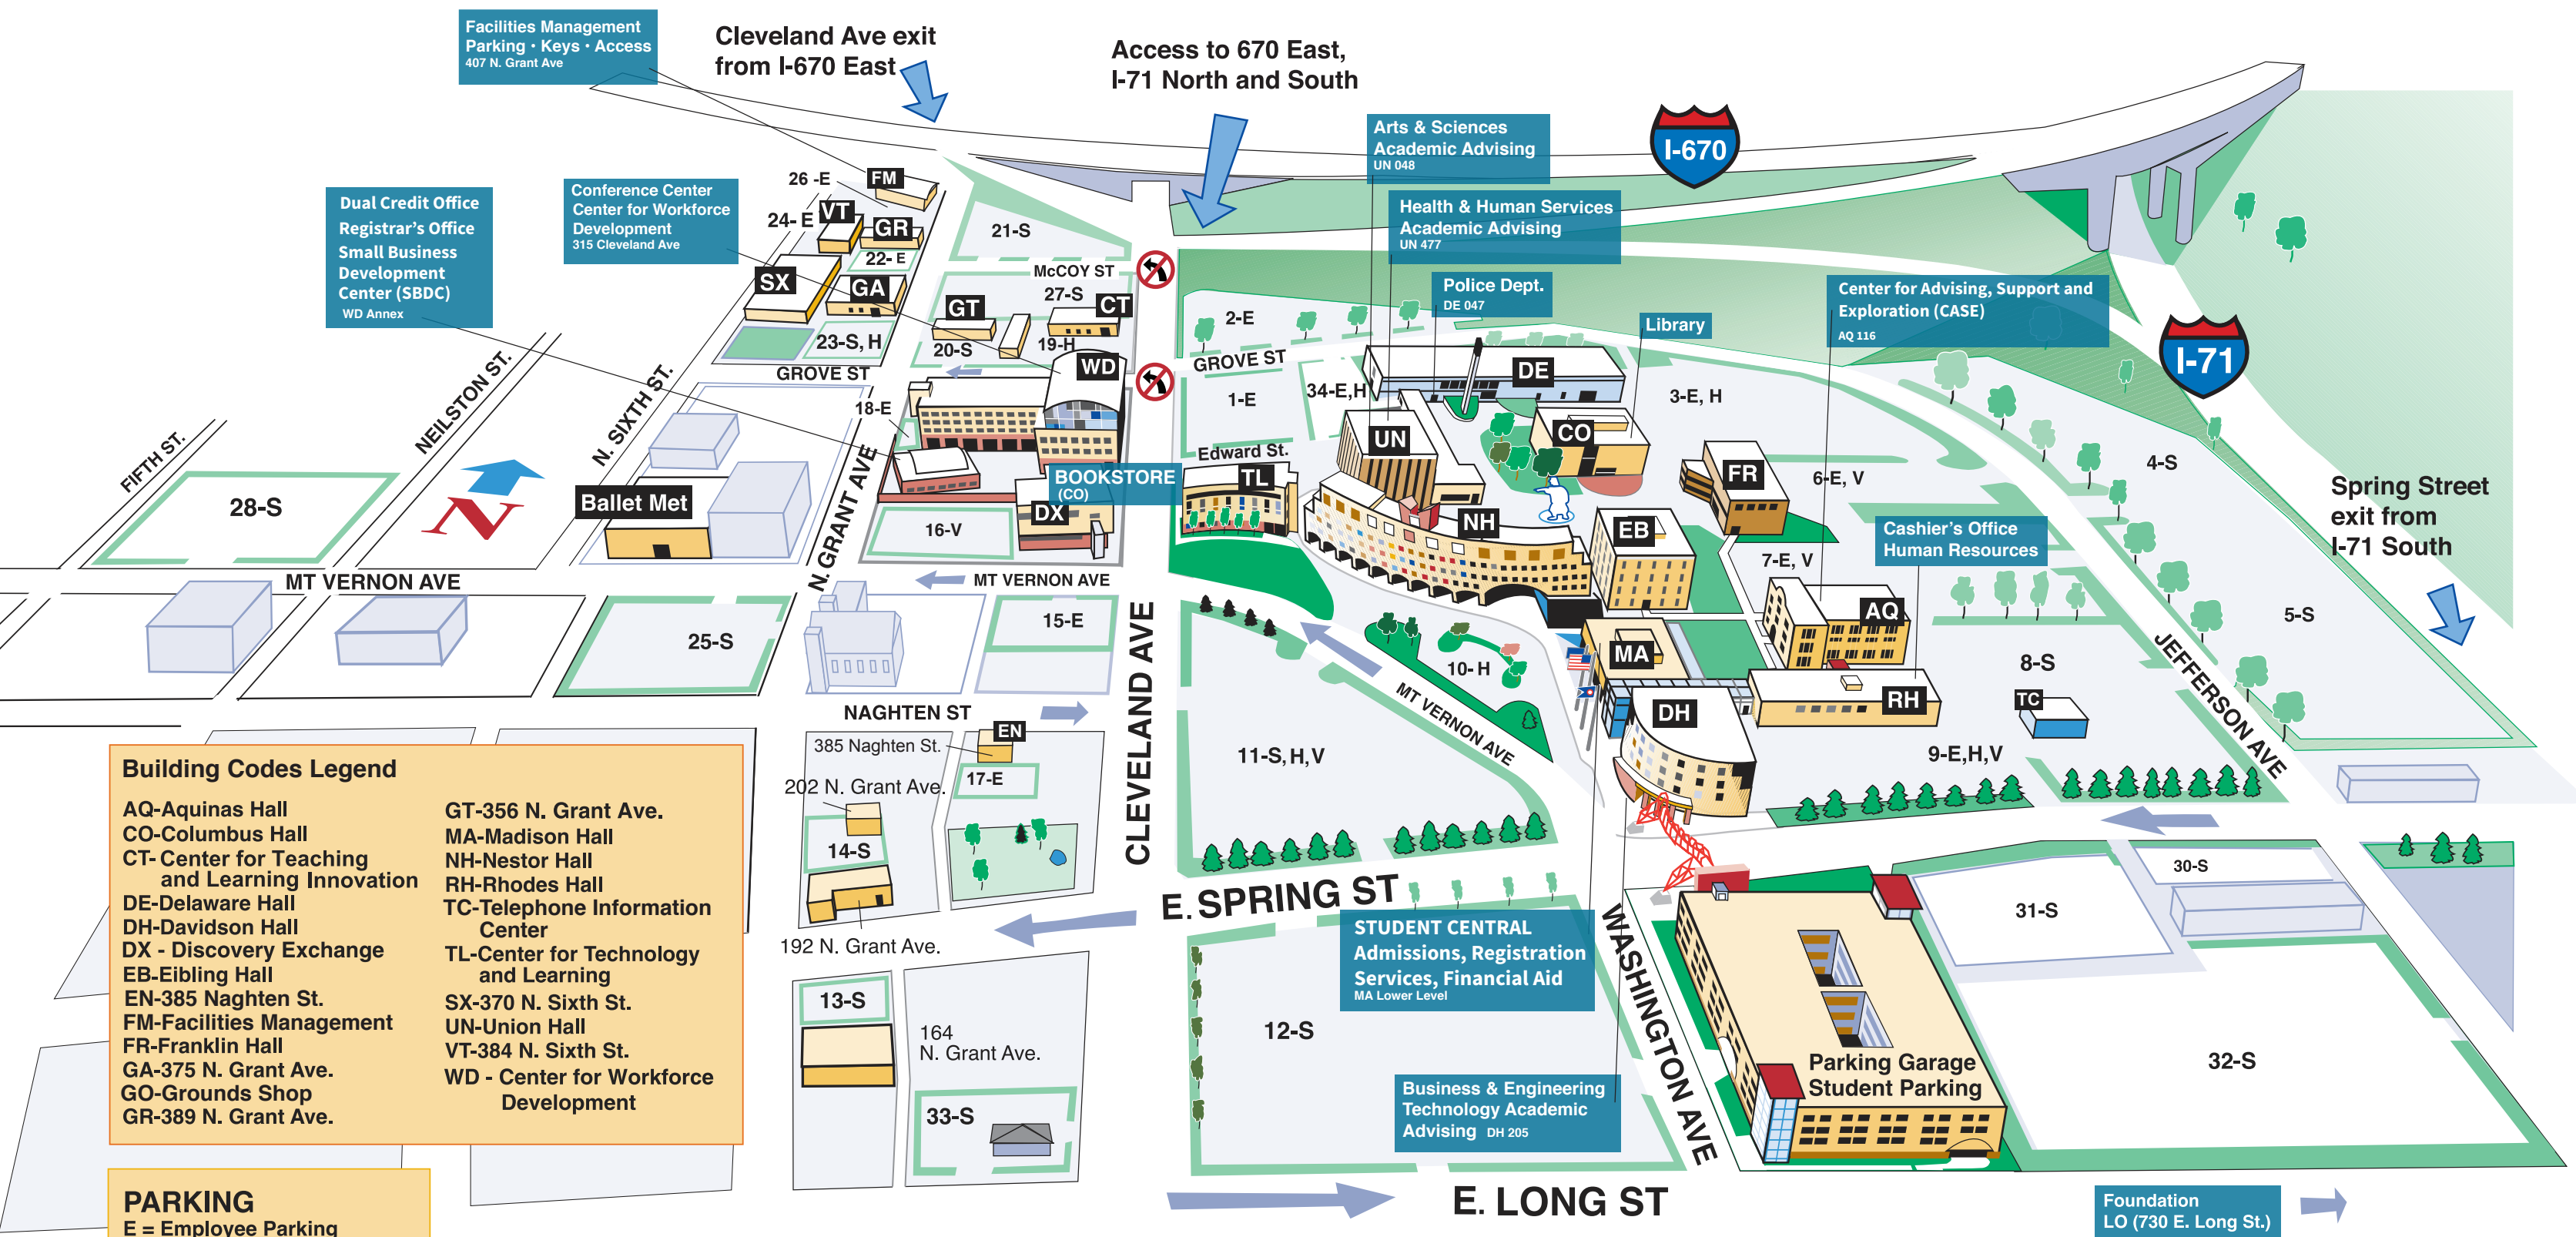 Facilities Management
Parking • Keys • Access
407 N. Grant Ave
Cleveland Ave exit
from I-670 East
Access to 670 East,
I-71 North and South
Arts & Sciences
Academic Advising
UN 048
I-670
Health & Human Services
Academic Advising
UN 477
Dual Credit Office
Registrar's Office
Small Business
Development
Center (SBDC)
WD Annex
Conference Center
Center for Workforce
Development
315 Cleveland Ave
26 -E
FM
24- E
VT
GR
22- E
SX
GA
23-S, H
GROVE ST
21-S
McCOY ST
27-S
GT
CT
20-S
19-H
WD
18-E
Police Dept.
DE 047
Library
Center for Advising, Support and
Exploration (CASE)
AQ 116
I-71
2-E
GROVE ST
1-E
34-E,H
DE
3-E, H
UN
CO
Edward St.
TL
BOOKSTORE
(CO)
DX
16-V
NH
EB
FR
6-E, V
4-S
Spring Street
exit from
I-71 South
Cashier's Office
Human Resources
7-E, V
AQ
5-S
8-S
TC
RH
MA
DH
9-E,H,V
JEFFERSON AVE
FIFTH ST.
NEILSTON ST.
N. SIXTH ST.
N. GRANT AVE
28-S
N
Ballet Met
MT VERNON AVE
MT VERNON AVE
25-S
15-E
10- H
MT VERNON AVE
NAGHTEN ST
CLEVELAND AVE
11-S, H,V
385 Naghten St.
EN
17-E
202 N. Grant Ave.
14-S
192 N. Grant Ave.
E. SPRING ST
13-S
164
N. Grant Ave.
33-S
12-S
STUDENT CENTRAL
Admissions, Registration
Services, Financial Aid
MA Lower Level
Business & Engineering
Technology Academic
Advising DH 205
WASHINGTON AVE
Parking Garage
Student Parking
30-S
31-S
32-S
E. LONG ST
Foundation
LO (730 E. Long St.)
Building Codes Legend
AQ-Aquinas Hall
CO-Columbus Hall
CT- Center for Teaching
and Learning Innovation
DE-Delaware Hall
DH-Davidson Hall
DX - Discovery Exchange
EB-Eibling Hall
EN-385 Naghten St.
FM-Facilities Management
FR-Franklin Hall
GA-375 N. Grant Ave.
GO-Grounds Shop
GR-389 N. Grant Ave.
GT-356 N. Grant Ave.
MA-Madison Hall
NH-Nestor Hall
RH-Rhodes Hall
TC-Telephone Information
Center
TL-Center for Technology
and Learning
SX-370 N. Sixth St.
UN-Union Hall
VT-384 N. Sixth St.
WD - Center for Workforce
Development
PARKING
E = Employee Parking